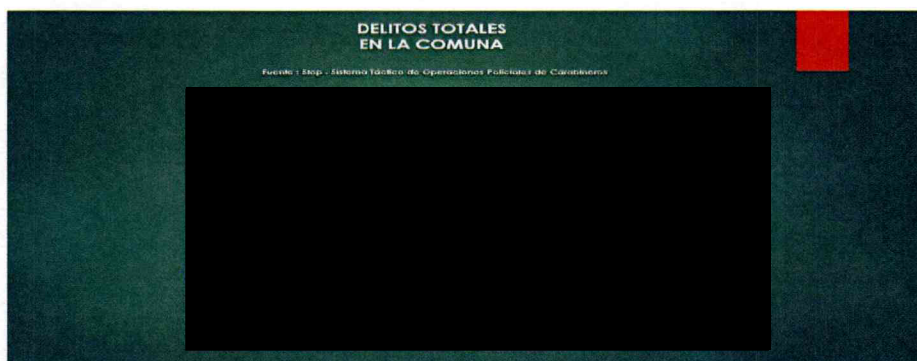 DELITOS TOTALES
EN LA COMUNA
Fuente : Stop - Sistema Táctico de Operaciones Policiales de Carabineros